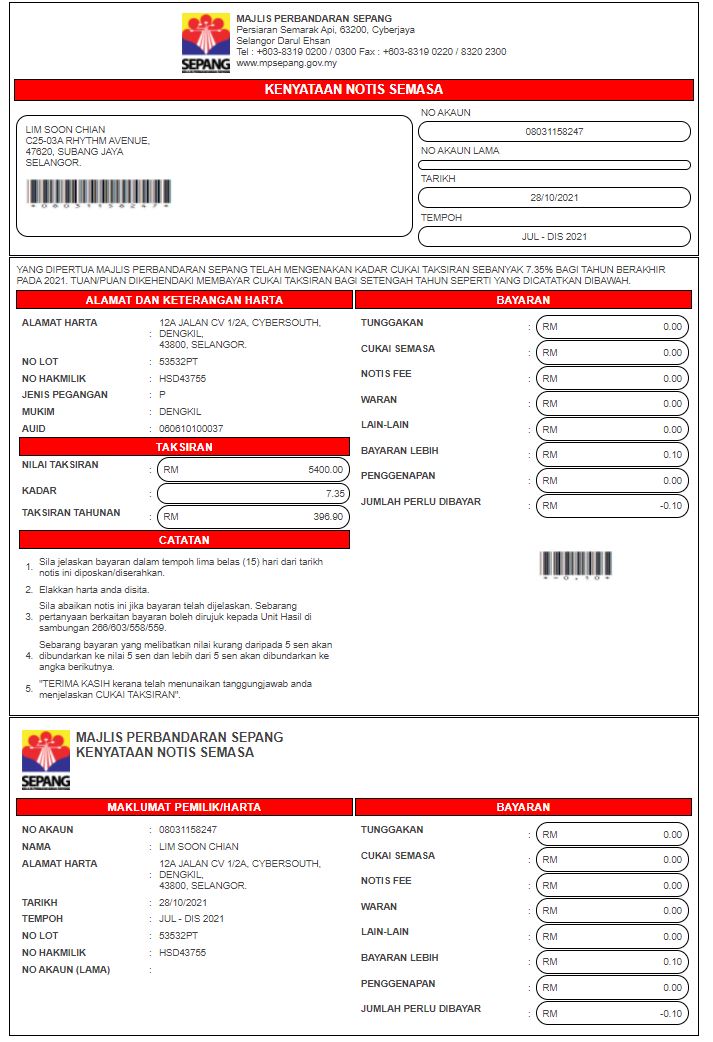 SEPANG
MAJLIS PERBANDARAN SEPANG
Persiaran Semarak Api, 63200, Cyberjaya
Selangor Darul Ehsan
Tel : +603-8319 0200 / 0300 Fax : +603-8319 0220 / 8320 2300
www.mpsepang.gov.my
KENYATAAN NOTIS SEMASA
LIM SOON CHIAN
C25-03A RHYTHM AVENUE,
47620, SUBANG JAYA
SELANGOR.
*08031158247*
NO AKAUN
08031158247
NO AKAUN LAMA
TARIKH
28/10/2021
TEMPOH
JUL - DIS 2021
YANG DIPERTUA MAJLIS PERBANDARAN SEPANG TELAH MENGENAKAN KADAR CUKAI TAKSIRAN SEBANYAK 7.35% BAGI TAHUN BERAKHIR
PADA 2021. TUAN/PUAN DIKEHENDAKI MEMBAYAR CUKAI TAKSIRAN BAGI SETENGAH TAHUN SEPERTI YANG DICATATKAN DIBAWAH.
ALAMAT DAN KETERANGAN HARTA
ALAMAT HARTA : 12A JALAN CV 1/2A, CYBERSOUTH,
DENGKIL,
43800, SELANGOR.
NO LOT : 53532PT
NO HAKMILIK : HSD43755
JENIS PEGANGAN : P
MUKIM : DENGKIL
AUID : 060610100037
TAKSIRAN
NILAI TAKSIRAN : RM 5400.00
KADAR : 7.35
TAKSIRAN TAHUNAN : RM 396.90
CATATAN
1. Sila jelaskan bayaran dalam tempoh lima belas (15) hari dari tarikh
notis ini diposkan/diserahkan.
2. Elakkan harta anda disita.
3. Sila abaikan notis ini jika bayaran telah dijelaskan. Sebarang
pertanyaan berkaitan bayaran boleh dirujuk kepada Unit Hasil di
sambungan 266/603/558/559.
4. Sebarang bayaran yang melibatkan nilai kurang daripada 5 sen akan
dibundarkan ke nilai 5 sen dan lebih dari 5 sen akan dibundarkan ke
angka berikutnya.
5. "TERIMA KASIH kerana telah menunaikan tanggungjawab anda
menjelaskan CUKAI TAKSIRAN".
BAYARAN
TUNGGAKAN : RM 0.00
CUKAI SEMASA : RM 0.00
NOTIS FEE : RM 0.00
WARAN : RM 0.00
LAIN-LAIN : RM 0.00
BAYARAN LEBIH : RM 0.10
PENGGENAPAN : RM 0.00
JUMLAH PERLU DIBAYAR : RM -0.10
*-0.10*
SEPANG
MAJLIS PERBANDARAN SEPANG
KENYATAAN NOTIS SEMASA
MAKLUMAT PEMILIK/HARTA
NO AKAUN : 08031158247
NAMA : LIM SOON CHIAN
ALAMAT HARTA : 12A JALAN CV 1/2A, CYBERSOUTH,
DENGKIL,
43800, SELANGOR.
TARIKH : 28/10/2021
TEMPOH : JUL - DIS 2021
NO LOT : 53532PT
NO HAKMILIK : HSD43755
NO AKAUN (LAMA) :
BAYARAN
TUNGGAKAN : RM 0.00
CUKAI SEMASA : RM 0.00
NOTIS FEE : RM 0.00
WARAN : RM 0.00
LAIN-LAIN : RM 0.00
BAYARAN LEBIH : RM 0.10
PENGGENAPAN : RM 0.00
JUMLAH PERLU DIBAYAR : RM -0.10